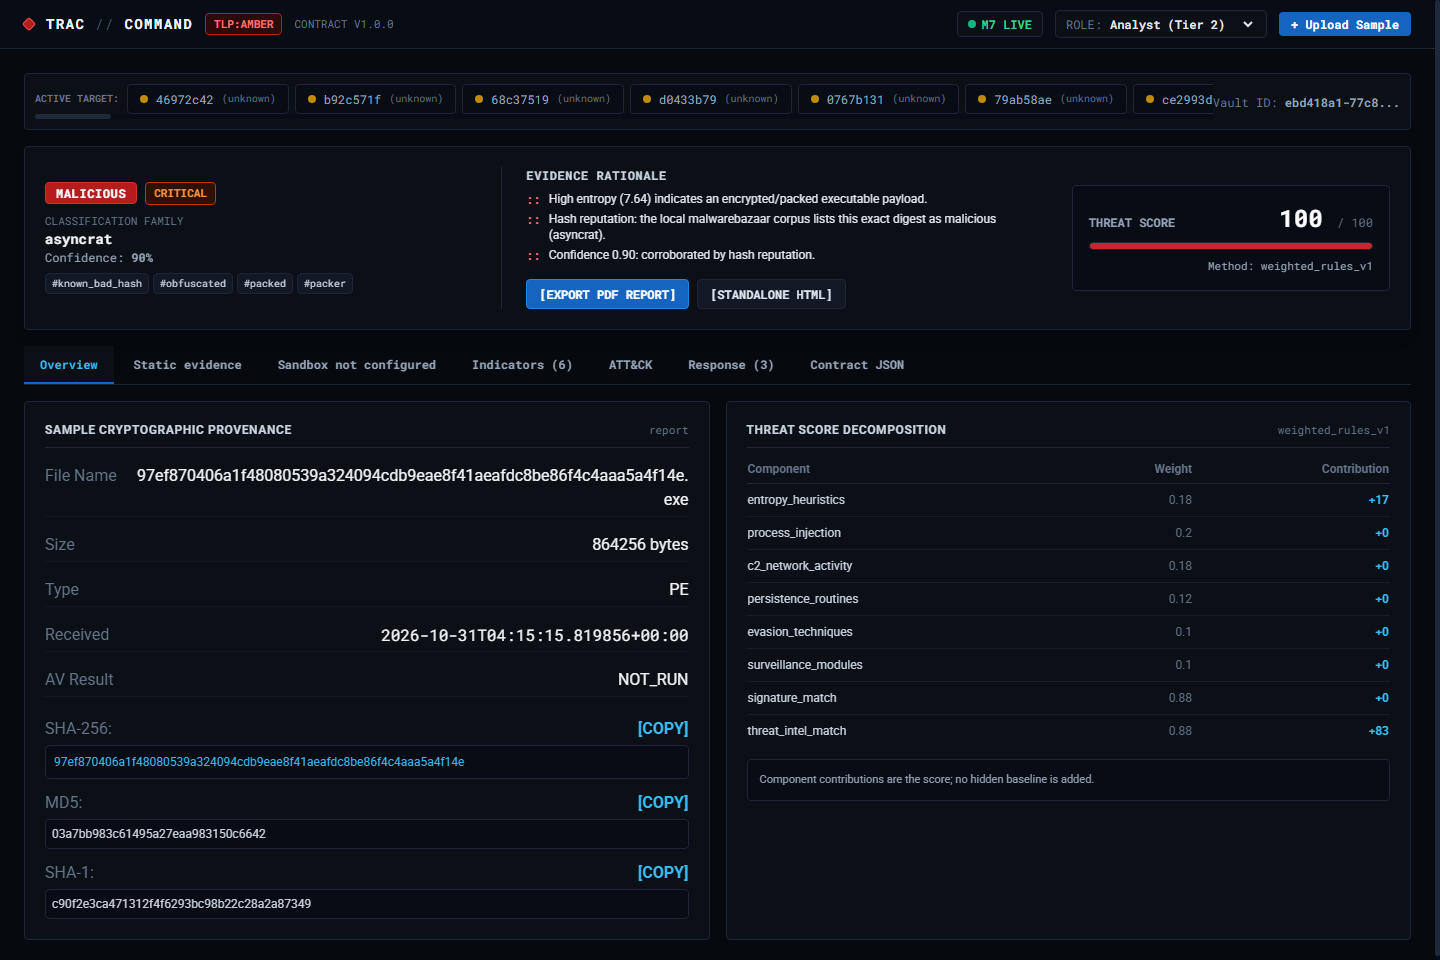 TRAC // COMMAND TLP:AMBER CONTRACT V1.0.0 M7 LIVE ROLE: Analyst (Tier 2) + Upload Sample
ACTIVE TARGET: 46972c42 (unknown) b92c571f (unknown) 68c37519 (unknown) d0433b79 (unknown) 0767b131 (unknown) 79ab58ae (unknown) ce2993d Vault ID: ebd418a1-77c8...
MALICIOUS CRITICAL
CLASSIFICATION FAMILY
asyncrat
Confidence: 90%
#known_bad_hash #obfuscated #packed #packer
EVIDENCE RATIONALE
:: High entropy (7.64) indicates an encrypted/packed executable payload.
:: Hash reputation: the local malwarebazaar corpus lists this exact digest as malicious
(asyncrat).
:: Confidence 0.90: corroborated by hash reputation.
[EXPORT PDF REPORT] [STANDALONE HTML]
THREAT SCORE 100 / 100
Method: weighted_rules_v1
Overview Static evidence Sandbox not configured Indicators (6) ATT&CK Response (3) Contract JSON
SAMPLE CRYPTOGRAPHIC PROVENANCE report
File Name 97ef870406a1f48080539a324094cdb9eae8f41aeafdc8be86f4c4aaa5a4f14e.
exe
Size 864256 bytes
Type PE
Received 2026-10-31T04:15:15.819856+00:00
AV Result NOT_RUN
SHA-256: [COPY]
97ef870406a1f48080539a324094cdb9eae8f41aeafdc8be86f4c4aaa5a4f14e
MD5: [COPY]
03a7bb983c61495a27eaa983150c6642
SHA-1: [COPY]
c90f2e3ca471312f4f6293bc98b22c28a2a87349
THREAT SCORE DECOMPOSITION weighted_rules_v1
Component Weight Contribution
entropy_heuristics 0.18 +17
process_injection 0.2 +0
c2_network_activity 0.18 +0
persistence_routines 0.12 +0
evasion_techniques 0.1 +0
surveillance_modules 0.1 +0
signature_match 0.88 +0
threat_intel_match 0.88 +83
Component contributions are the score; no hidden baseline is added.